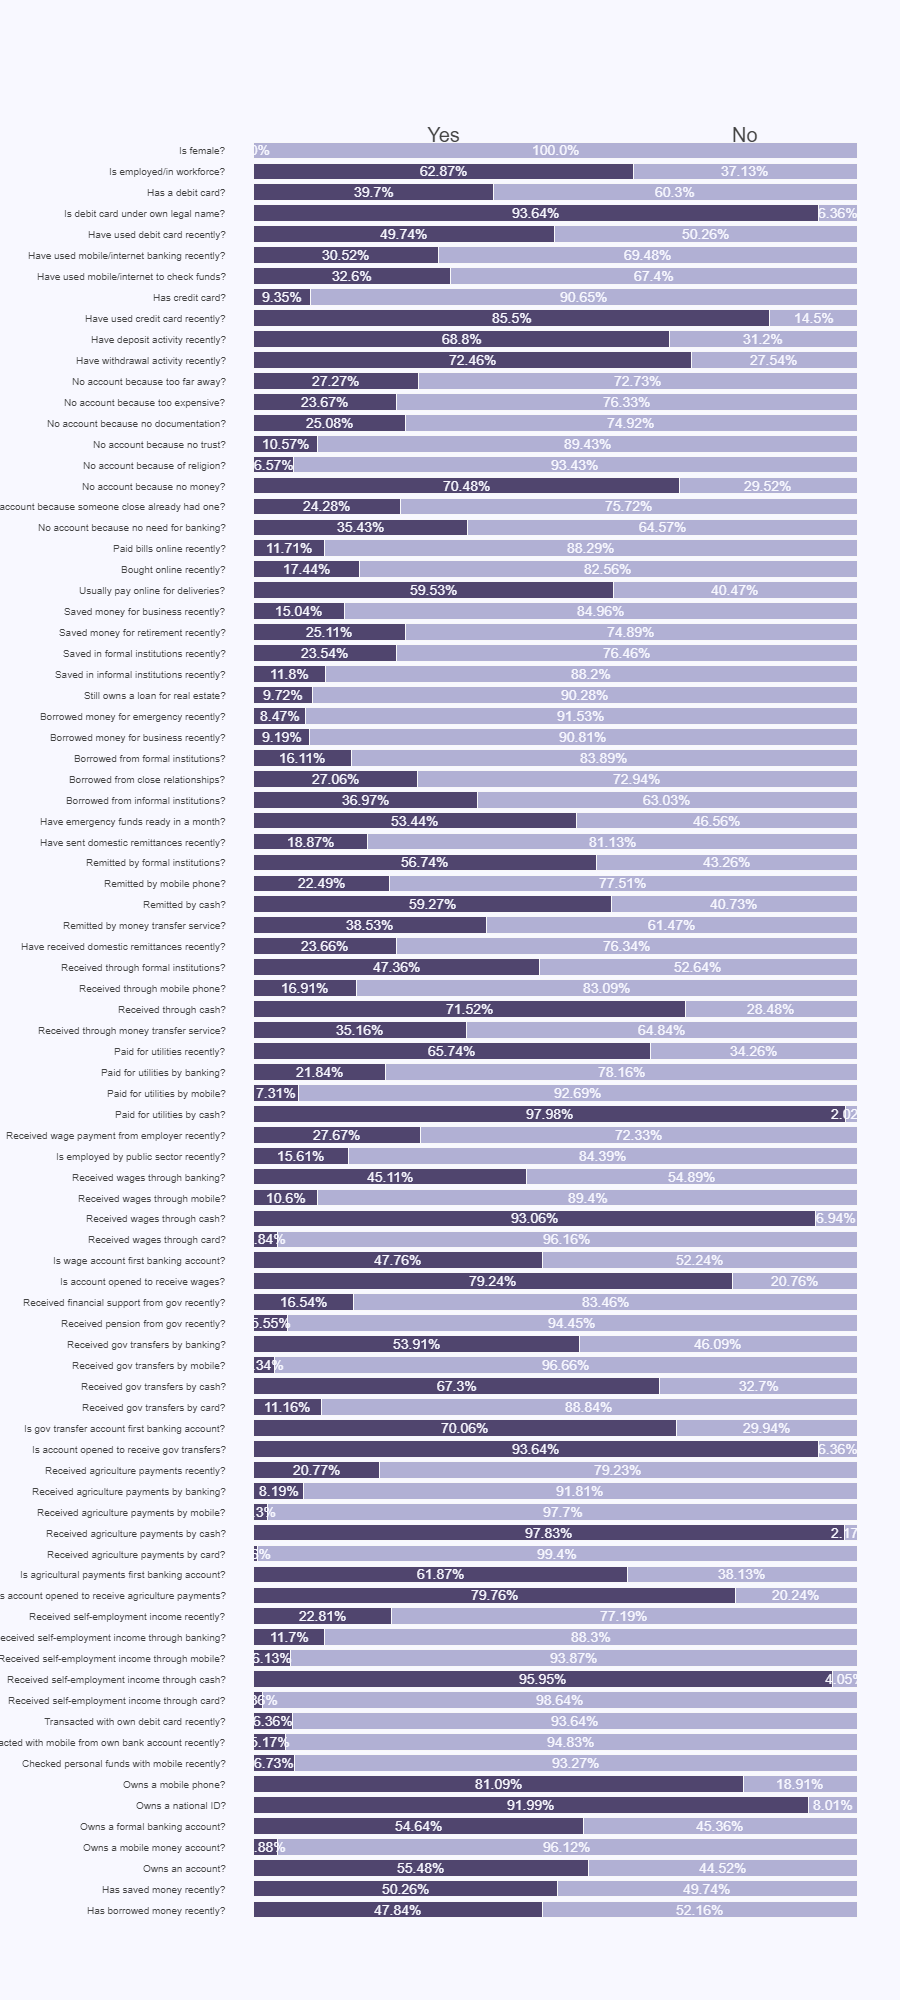 Yes No
Is female? 0% 100.0%
Is employed/in workforce? 62.87% 37.13%
Has a debit card? 39.7% 60.3%
Is debit card under own legal name? 93.64% 6.36%
Have used debit card recently? 49.74% 50.26%
Have used mobile/internet banking recently? 30.52% 69.48%
Have used mobile/internet to check funds? 32.6% 67.4%
Has credit card? 9.35% 90.65%
Have used credit card recently? 85.5% 14.5%
Have deposit activity recently? 68.8% 31.2%
Have withdrawal activity recently? 72.46% 27.54%
No account because too far away? 27.27% 72.73%
No account because too expensive? 23.67% 76.33%
No account because no documentation? 25.08% 74.92%
No account because no trust? 10.57% 89.43%
No account because of religion? 6.57% 93.43%
No account because no money? 70.48% 29.52%
account because someone close already had one? 24.28% 75.72%
No account because no need for banking? 35.43% 64.57%
Paid bills online recently? 11.71% 88.29%
Bought online recently? 17.44% 82.56%
Usually pay online for deliveries? 59.53% 40.47%
Saved money for business recently? 15.04% 84.96%
Saved money for retirement recently? 25.11% 74.89%
Saved in formal institutions recently? 23.54% 76.46%
Saved in informal institutions recently? 11.8% 88.2%
Still owns a loan for real estate? 9.72% 90.28%
Borrowed money for emergency recently? 8.47% 91.53%
Borrowed money for business recently? 9.19% 90.81%
Borrowed from formal institutions? 16.11% 83.89%
Borrowed from close relationships? 27.06% 72.94%
Borrowed from informal institutions? 36.97% 63.03%
Have emergency funds ready in a month? 53.44% 46.56%
Have sent domestic remittances recently? 18.87% 81.13%
Remitted by formal institutions? 56.74% 43.26%
Remitted by mobile phone? 22.49% 77.51%
Remitted by cash? 59.27% 40.73%
Remitted by money transfer service? 38.53% 61.47%
Have received domestic remittances recently? 23.66% 76.34%
Received through formal institutions? 47.36% 52.64%
Received through mobile phone? 16.91% 83.09%
Received through cash? 71.52% 28.48%
Received through money transfer service? 35.16% 64.84%
Paid for utilities recently? 65.74% 34.26%
Paid for utilities by banking? 21.84% 78.16%
Paid for utilities by mobile? 7.31% 92.69%
Paid for utilities by cash? 97.98% 2.02
Received wage payment from employer recently? 27.67% 72.33%
Is employed by public sector recently? 15.61% 84.39%
Received wages through banking? 45.11% 54.89%
Received wages through mobile? 10.6% 89.4%
Received wages through cash? 93.06% 6.94%
Received wages through card? .84% 96.16%
Is wage account first banking account? 47.76% 52.24%
Is account opened to receive wages? 79.24% 20.76%
Received financial support from gov recently? 16.54% 83.46%
Received pension from gov recently? 5.55% 94.45%
Received gov transfers by banking? 53.91% 46.09%
Received gov transfers by mobile? .34% 96.66%
Received gov transfers by cash? 67.3% 32.7%
Received gov transfers by card? 11.16% 88.84%
Is gov transfer account first banking account? 70.06% 29.94%
Is account opened to receive gov transfers? 93.64% 6.36%
Received agriculture payments recently? 20.77% 79.23%
Received agriculture payments by banking? 8.19% 91.81%
Received agriculture payments by mobile? 3% 97.7%
Received agriculture payments by cash? 97.83% 2.17
Received agriculture payments by card? 6% 99.4%
Is agricultural payments first banking account? 61.87% 38.13%
s account opened to receive agriculture payments? 79.76% 20.24%
Received self-employment income recently? 22.81% 77.19%
eceived self-employment income through banking? 11.7% 88.3%
Received self-employment income through mobile? 6.13% 93.87%
Received self-employment income through cash? 95.95% 4.05%
Received self-employment income through card? 36% 98.64%
Transacted with own debit card recently? 6.36% 93.64%
acted with mobile from own bank account recently? 5.17% 94.83%
Checked personal funds with mobile recently? 6.73% 93.27%
Owns a mobile phone? 81.09% 18.91%
Owns a national ID? 91.99% 8.01%
Owns a formal banking account? 54.64% 45.36%
Owns a mobile money account? .88% 96.12%
Owns an account? 55.48% 44.52%
Has saved money recently? 50.26% 49.74%
Has borrowed money recently? 47.84% 52.16%